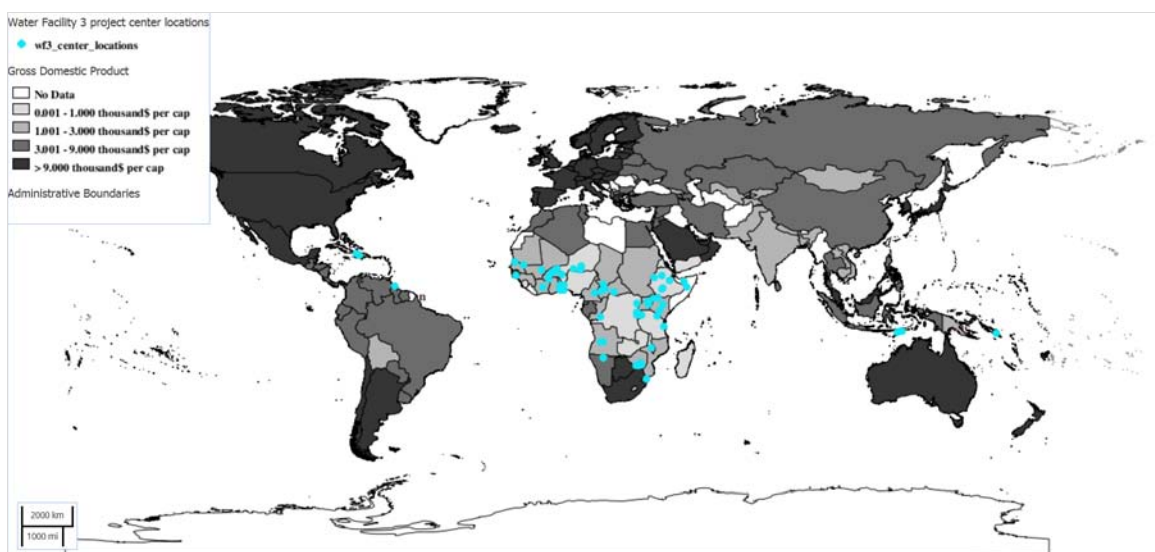 Water Facility 3 project center locations
wf3_center_locations
Gross Domestic Product
No Data
0.001 - 1.000 thousand$ per cap
1.001 - 3.000 thousand$ per cap
3.001 - 9.000 thousand$ per cap
> 9.000 thousand$ per cap
Administrative Boundaries
2000 km
1000 mi